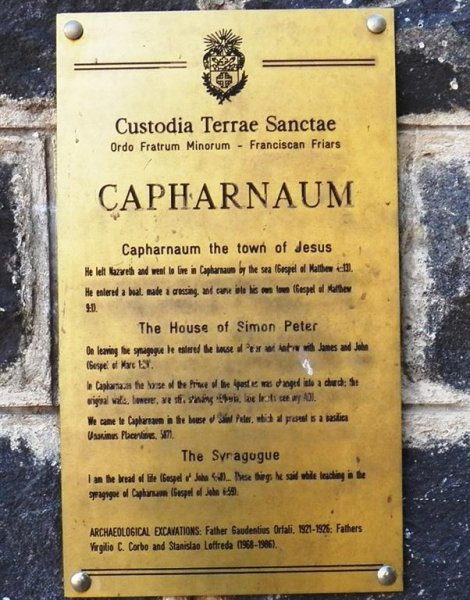 Custodia Terrae Sanctae
Ordo Fratrum Minorum - Franciscan Friars
CAPHARNAUM
Capharnaum the town of Jesus
He left Nazareth and went to live in Capharnaum by the sea (Gospel of Matthew 4:13).
He entered a boat, made a crossing, and came into his own town (Gospel of Matthew
9:1).
The House of Simon Peter
On leaving the synagogue he entered the house of Peter and Andrew with James and John
(Gospel of Marc
In Capharnaum the house of the Prince of the Apostles was changed into a church; the
original walls, however, are still standing
We came to Capharnaum in the house of Saint Peter, which at present is a basilica
(Anonimus Placentinus,
The Synagogue
I am the bread of life (Gospel of John These things he said while teaching in the
synagogue of Capharnaum (Gospel of John 6:59).
ARCHAEOLOGICAL EXCAVATIONS: Father Gaudentius Orfali, 1921-1926; Fathers
Virgilio C. Corbo and Stanislao Loffreda (1968-1986).